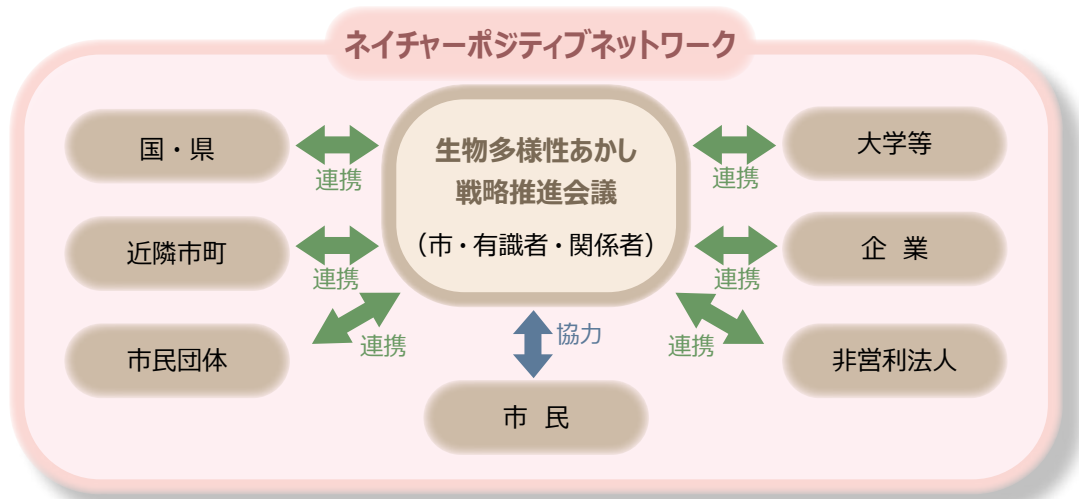 ネイチャーポジティブネットワーク
国・県
連携
生物多様性あかし
戦略推進会議
（市・有識者・関係者）
連携
大学等
近隣市町
連携
連携
企 業
市民団体
連携
協力
連携
非営利法人
市 民